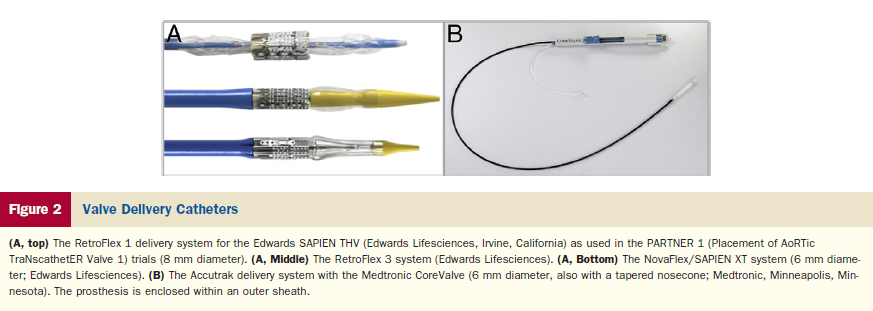 A
B
Figure 2
Valve Delivery Catheters
(A, top) The RetroFlex 1 delivery system for the Edwards SAPIEN THV (Edwards Lifesciences, Irvine, California) as used in the PARTNER 1 (Placement of AoRTic
TraNscathetER Valve 1) trials (8 mm diameter). (A, Middle) The RetroFlex 3 system (Edwards Lifesciences). (A, Bottom) The NovaFlex/SAPIEN XT system (6 mm diame-
ter; Edwards Lifesciences). (B) The Accutrak delivery system with the Medtronic CoreValve (6 mm diameter, also with a tapered nosecone; Medtronic, Minneapolis, Min-
nesota). The prosthesis is enclosed within an outer sheath.